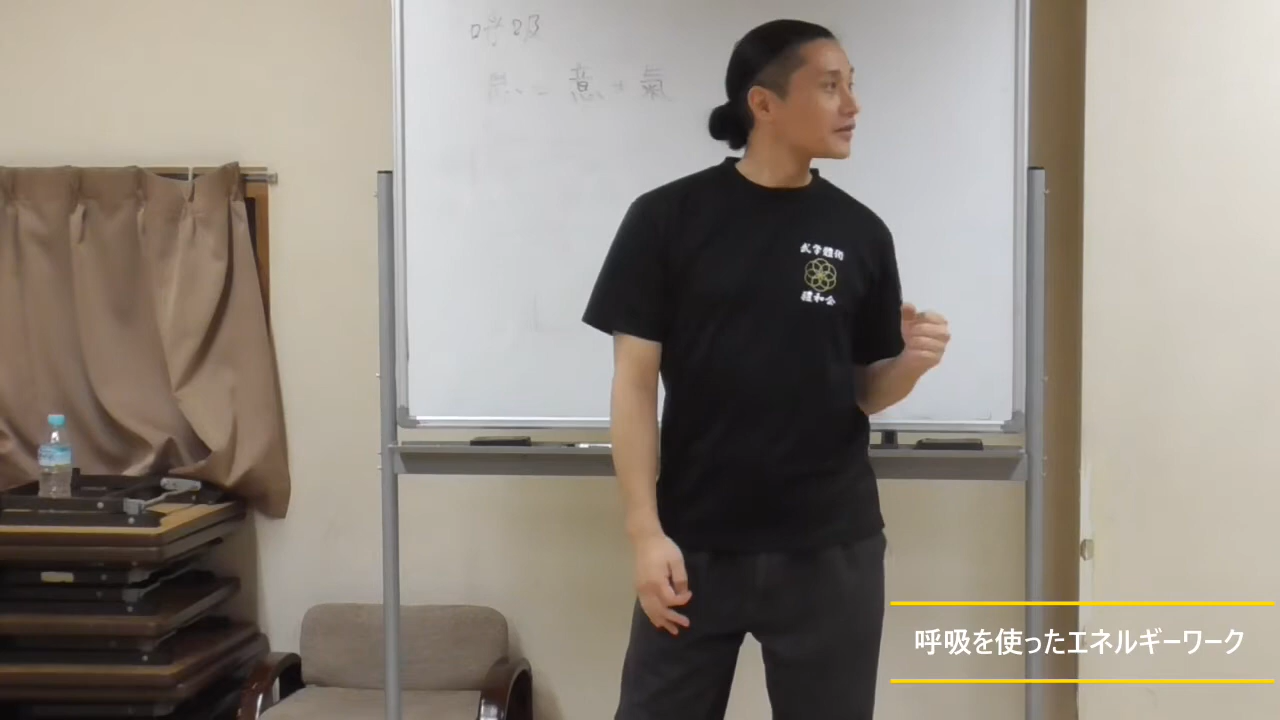 呼吸
意+氣
武学體術
禮和会
呼吸を使ったエネルギーワーク